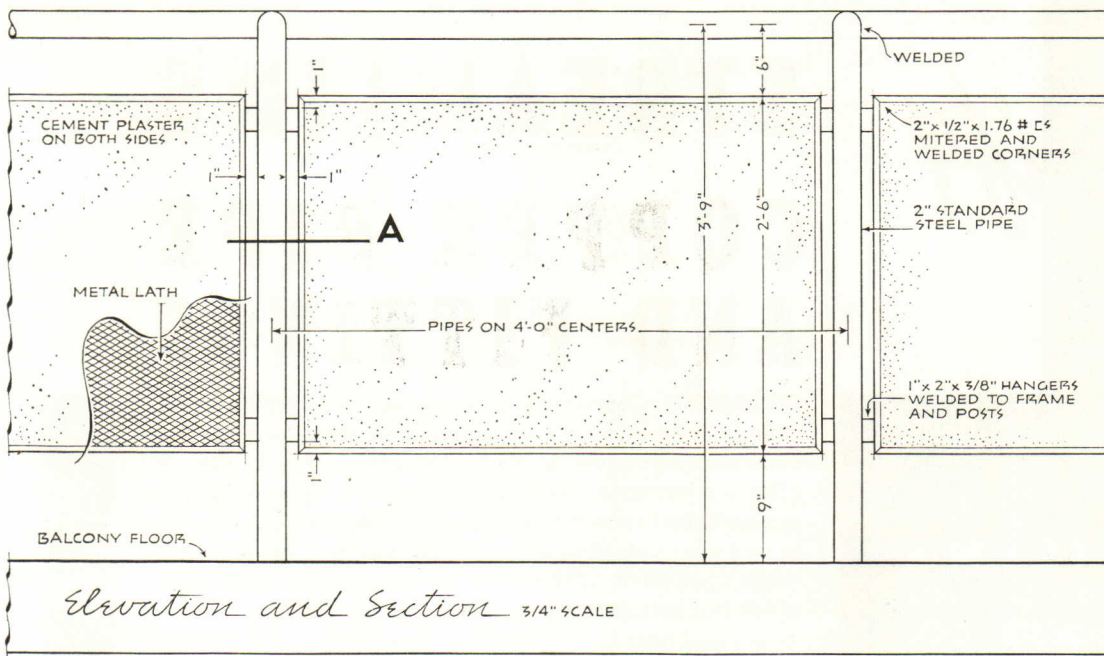 WELDED
1"
6"
CEMENT PLASTER
ON BOTH SIDES
2" x 1/2" x 1.76 # [s
MITERED AND
WELDED CORNERS
1"
1"
3'-9"
2'-6"
A
2" STANDARD
STEEL PIPE
METAL LATH
PIPES ON 4'-0" CENTERS
1" x 2" x 3/8" HANGERS
WELDED TO FRAME
AND POSTS
1"
9"
BALCONY FLOOR
Elevation and Section 3/4" SCALE